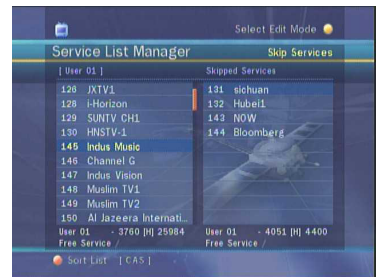 Select Edit Mode
Service List Manager
Skip Services
[ User 01 ]
Skipped Services
126 JXTV1
128 i-Horizon
129 SUNTV CH1
130 HNSTV-1
145 Indus Music
146 Channel G
147 Indus Vision
148 Muslim TV1
149 Muslim TV2
150 Al Jazeera Internati...
131 sichuan
132 Hubei1
143 NOW
144 Bloomberg
User 01 - 3760 [H] 25984
Free Service /
User 01 - 4051 [H] 4400
Free Service /
Sort List [CAS]